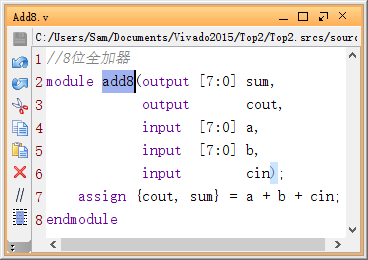 Add8.v
C:/Users/Sam/Documents/Vivado2015/Top2/Top2.srcs/sourc
1 //8位全加器
2 module add8(output [7:0] sum,
3 output cout,
4 input [7:0] a,
5 input [7:0] b,
6 input cin);
7 assign {cout, sum} = a + b + cin;
8 endmodule